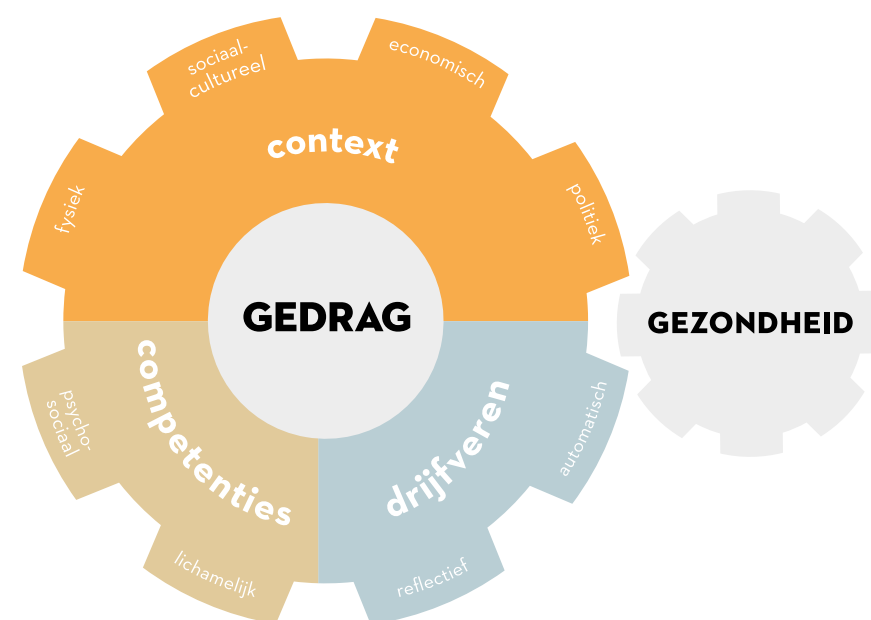 sociaal-
cultureel
economisch
context
fysiek
politiek
GEDRAG
GEZONDHEID
competenties
drijfveren
psycho-
sociaal
automatisch
lichamelijk
reflectief